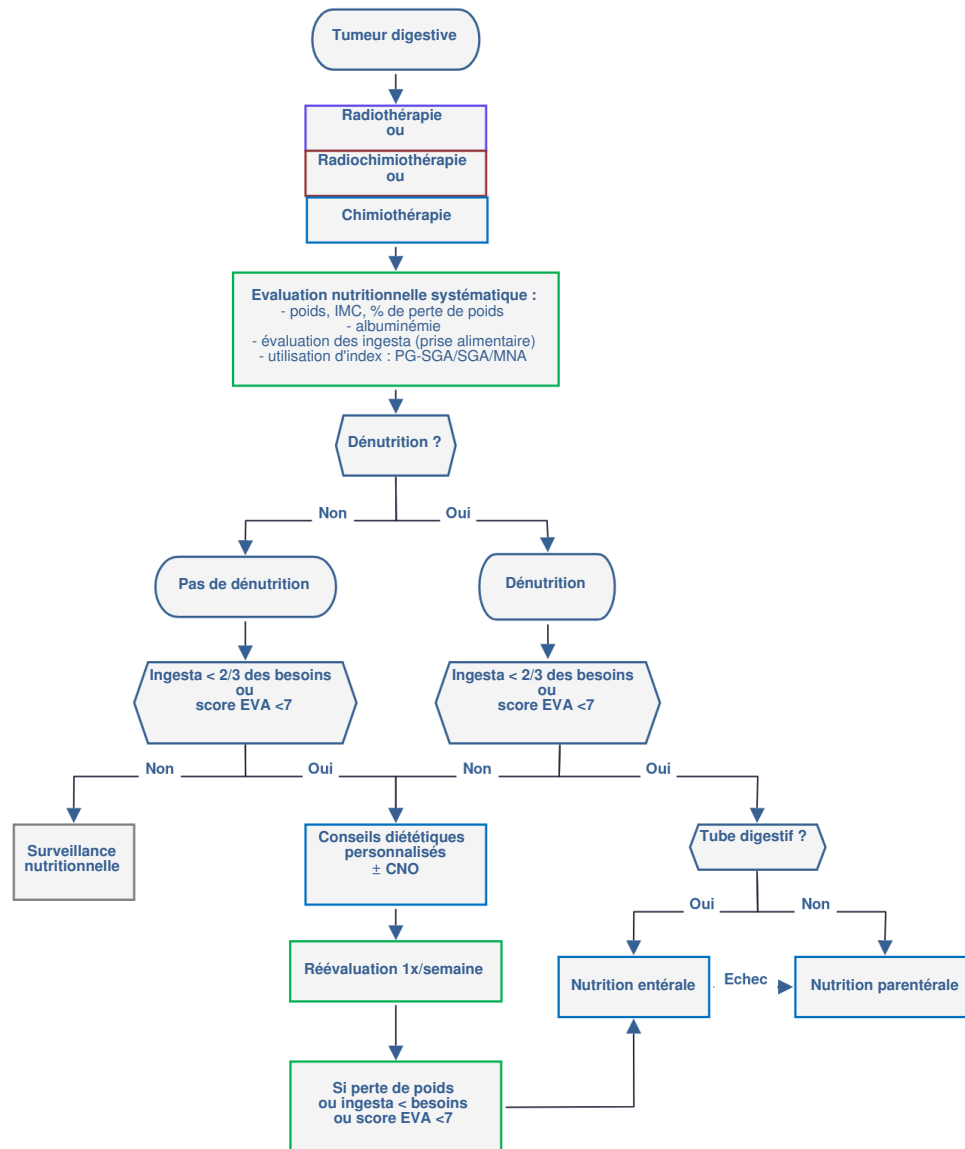 Tumeur digestive
Radiothérapie
ou
Radiochimiothérapie
ou
Chimiothérapie
Evaluation nutritionnelle systématique :
- poids, IMC, % de perte de poids
- albuminémie
- évaluation des ingesta (prise alimentaire)
- utilisation d'index : PG-SGA/SGA/MNA
Dénutrition ?
Non
Oui
Pas de dénutrition
Dénutrition
Ingesta < 2/3 des besoins
ou
score EVA <7
Ingesta < 2/3 des besoins
ou
score EVA <7
Non
Oui
Non
Oui
Surveillance
nutritionnelle
Conseils diététiques
personnalisés
± CNO
Tube digestif ?
Oui
Non
Réévaluation 1x/semaine
Nutrition entérale
Echec
Nutrition parentérale
Si perte de poids
ou ingesta < besoins
ou score EVA <7